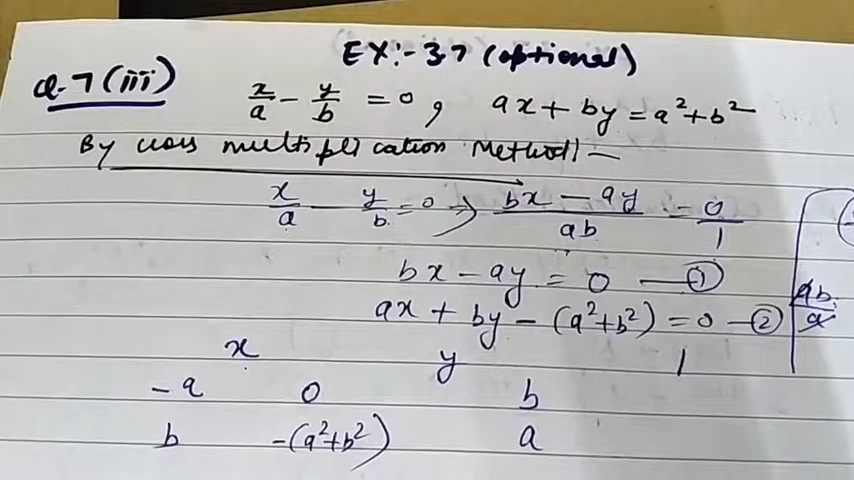 EX:- 3.7 (optional)
Q-7 (iii)
x/a - y/b = 0, ax + by = a² + b²
By cross multiplication Method! —
x/a - y/b = 0 → (bx - ay)/ab = 0/1
bx - ay = 0 — ①
ax + by - (a²+b²) = 0 — ②
ab/a
x y 1
-a 0 b
b -(a²+b²) a